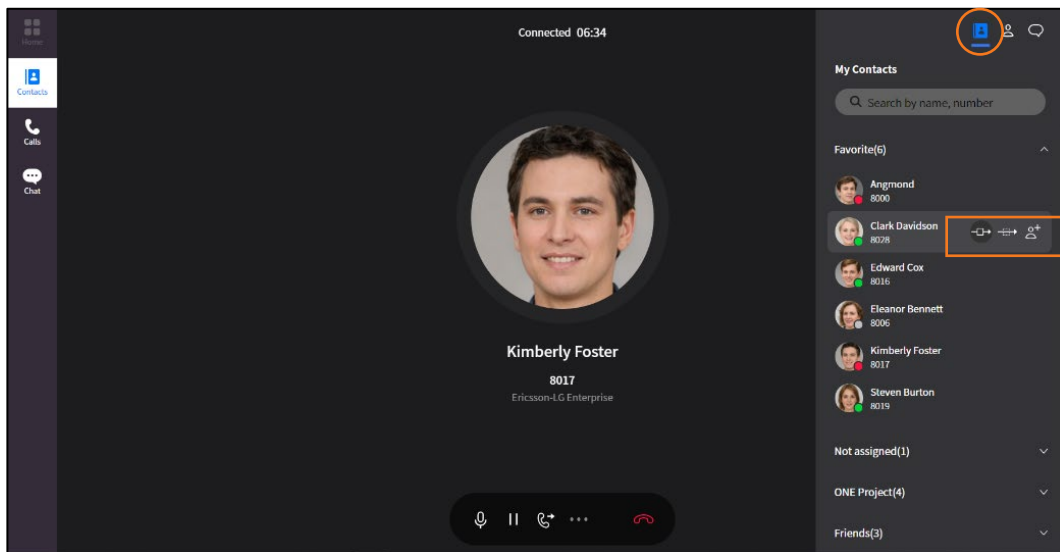 Home
Contacts
Calls
Chat
Connected 06:34
Kimberly Foster
8017
Ericsson-LG Enterprise
My Contacts
Search by name, number
Favorite(6)
Angmond
8000
Clark Davidson
8028
Edward Cox
8016
Eleanor Bennett
8006
Kimberly Foster
8017
Steven Burton
8019
Not assigned(1)
ONE Project(4)
Friends(3)